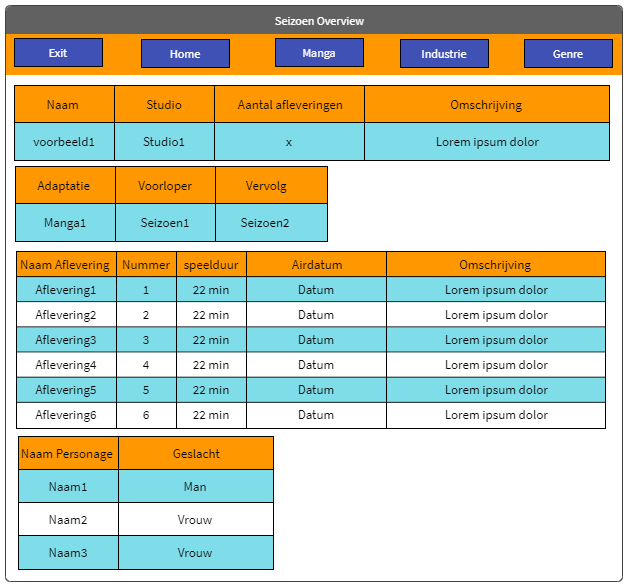 Seizoen Overview
Exit Home Manga Industrie Genre
Naam Studio Aantal afleveringen Omschrijving
voorbeeld1 Studio1 x Lorem ipsum dolor
Adaptatie Voorloper Vervolg
Manga1 Seizoen1 Seizoen2
Naam Aflevering Nummer speelduur Airdatum Omschrijving
Aflevering1 1 22 min Datum Lorem ipsum dolor
Aflevering2 2 22 min Datum Lorem ipsum dolor
Aflevering3 3 22 min Datum Lorem ipsum dolor
Aflevering4 4 22 min Datum Lorem ipsum dolor
Aflevering5 5 22 min Datum Lorem ipsum dolor
Aflevering6 6 22 min Datum Lorem ipsum dolor
Naam Personage Geslacht
Naam1 Man
Naam2 Vrouw
Naam3 Vrouw